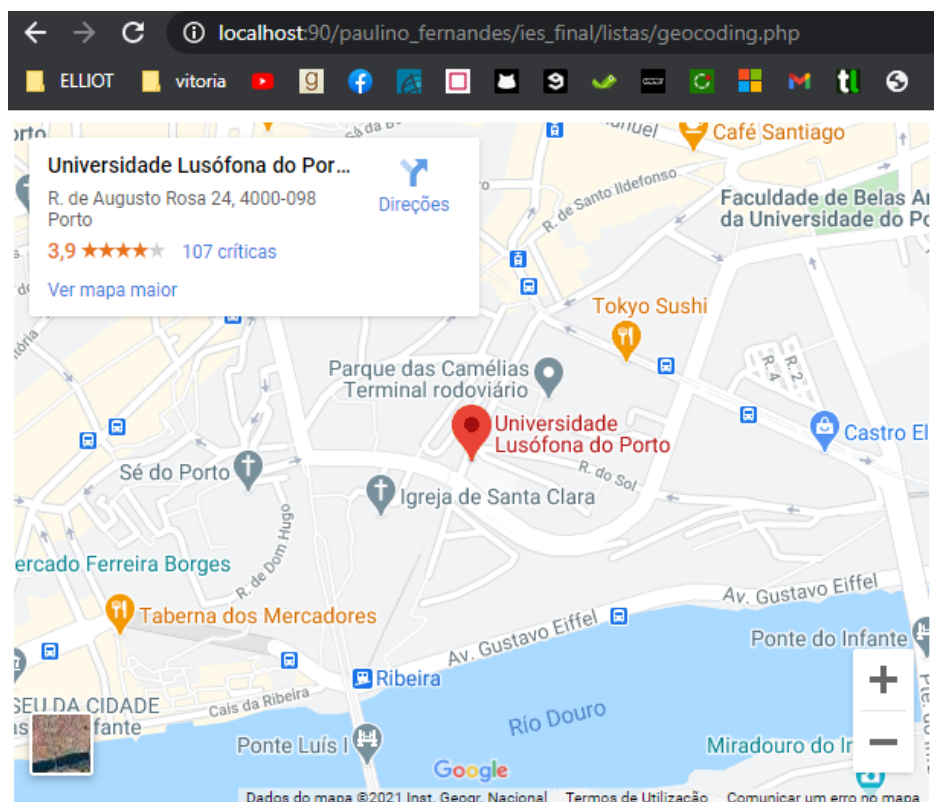 localhost:90/paulino_fernandes/ies_final/listas/geocoding.php
ELLIOT vitoria
Universidade Lusófona do Por...
R. de Augusto Rosa 24, 4000-098
Porto
Direções
3,9 ★★★★★ 107 críticas
Ver mapa maior
Café Santiago
R. de Santo Ildefonso
Faculdade de Belas
da Universidade do
Tokyo Sushi
Parque das Camélias
Terminal rodoviário
R. 2
R. 4
Universidade
Lusófona do Porto
Castro
Sé do Porto
R. do Sol
Igreja de Santa Clara
R. de Dom Hugo
Ferreira Borges
Av. Gustavo Eiffel
Taberna dos Mercadores
Av. Gustavo Eiffel
Ponte do Infante
Ribeira
DA CIDADE
Cais da Ribeira
Río Douro
Ponte Luís I
Miradouro do
Google
Dados do mapa ©2021 Inst. Geogr. Nacional Termos de Utilização Comunicar um erro no mapa